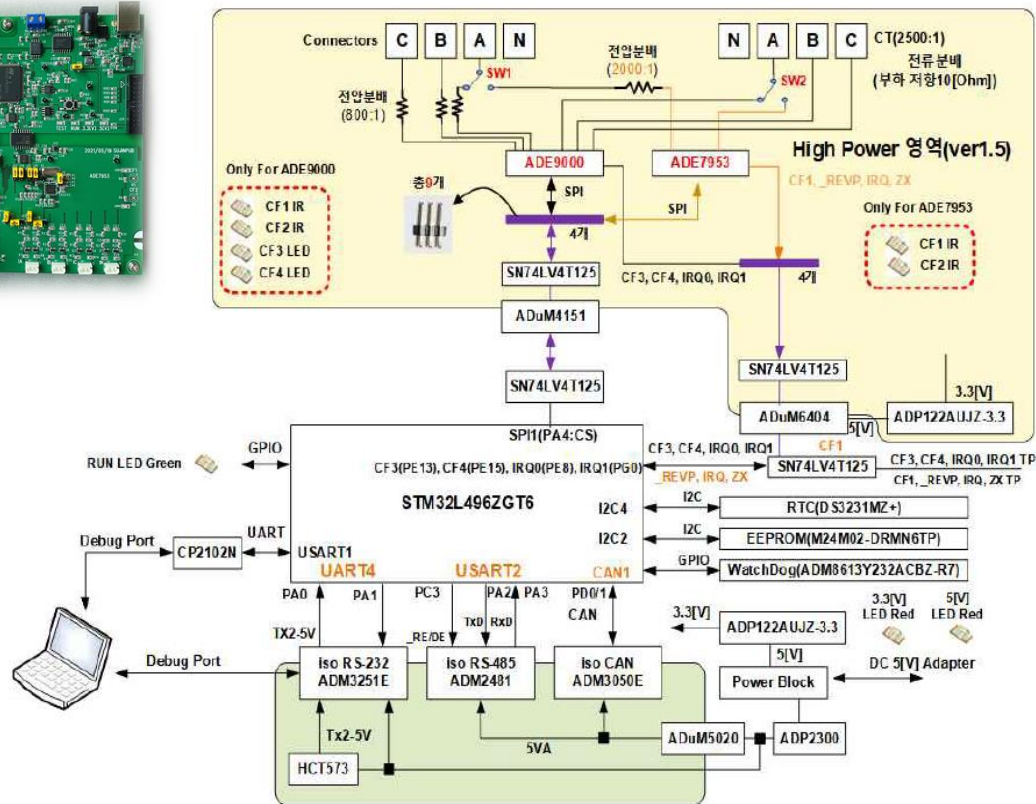 Connectors
C
B
A
N
N
A
B
C
CT(2500:1)
전류분배
(부하 저항10[Ohm])
SW1
전압분배
(2000:1)
SW2
전압분배
(800:1)
ADE9000
ADE7953
High Power 영역(ver1.5)
CF1, _REVP, IRQ, ZX
Only For ADE9000
CF1 IR
CF2 IR
CF3 LED
CF4 LED
총9개
SPI
SPI
4개
Only For ADE7953
CF1 IR
CF2 IR
SN74LV4T125
CF3, CF4, IRQ0, IRQ1
4개
ADuM4151
SN74LV4T125
SN74LV4T125
3.3[V]
ADuM6404
5[V]
ADP122AUJZ-3.3
SPI1(PA4:CS)
CF1
RUN LED Green
GPIO
CF3(PE13), CF4(PE15), IRQ0(PE8), IRQ1(PG0)
CF3, CF4, IRQ0, IRQ1
_REVP, IRQ, ZX
SN74LV4T125
CF3, CF4, IRQ0, IRQ1 TP
CF1, _REVP, IRQ, ZX TP
STM32L496ZGT6
I2C4
I2C
RTC(DS3231MZ+)
I2C2
I2C
EEPROM(M24M02-DRMN6TP)
GPIO
WatchDog(ADM8613Y232ACBZ-R7)
Debug Port
CP2102N
UART
USART1
UART4
USART2
CAN1
PA0
PA1
PC3
PA2
PA3
PD0/1
CAN
TX2-5V
_RE/DE
TxD
RxD
3.3[V]
ADP122AUJZ-3.3
3.3[V]
LED Red
5[V]
LED Red
Debug Port
iso RS-232
ADM3251E
iso RS-485
ADM2481
iso CAN
ADM3050E
5[V]
Power Block
DC 5[V] Adapter
Tx2-5V
HCT573
5VA
ADuM5020
ADP2300